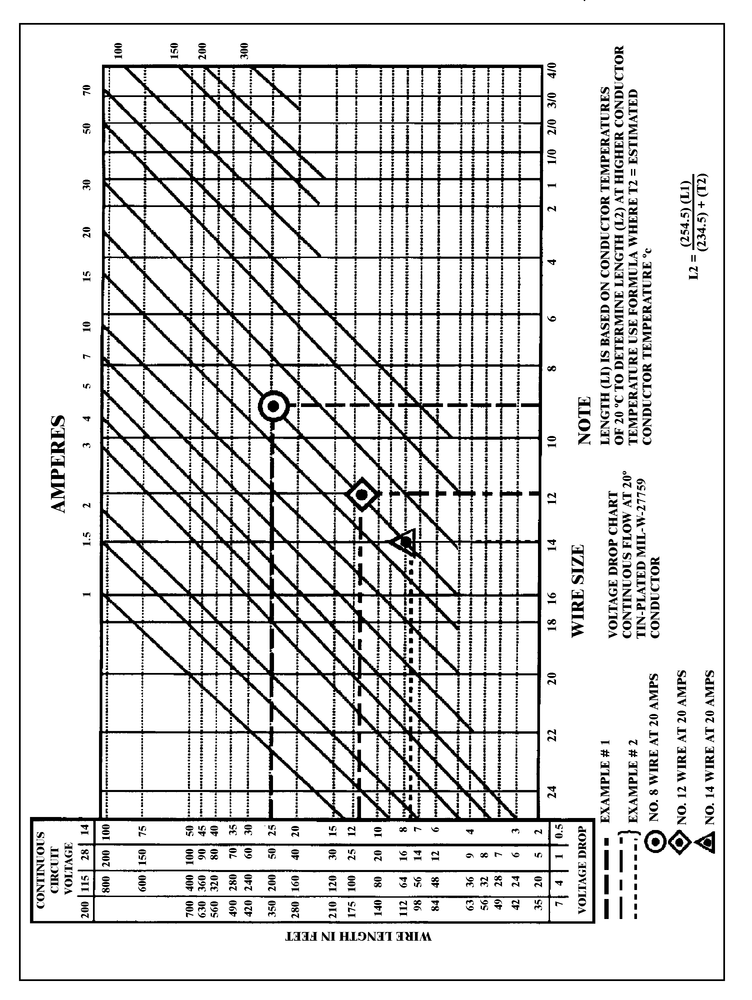 AMPERES
1 1.5 2 3 4 5 7 10 15 20 30 50 70
100
150
200
300
CONTINUOUS
CIRCUIT
VOLTAGE
200 115 28 14
800 200 100
600 150 75
700 400 100 50
630 360 90 45
560 320 80 40
490 280 70 35
420 240 60 30
350 200 50 25
280 160 40 20
210 120 30 15
175 100 25 12
140 80 20 10
112 64 16 8
98 56 14 7
84 48 12 6
63 36 9 4
56 32 8
49 28 7
42 24 6 3
35 20 5 2
7 4 1 0.5
VOLTAGE DROP
WIRE LENGTH IN FEET
24 22 20 18 16 14 12 10 8 6 4 2 1 1/0 2/0 3/0 4/0
WIRE SIZE
EXAMPLE # 1
EXAMPLE # 2
NO. 8 WIRE AT 20 AMPS
NO. 12 WIRE AT 20 AMPS
NO. 14 WIRE AT 20 AMPS
VOLTAGE DROP CHART
CONTINUOUS FLOW AT 20°
TIN-PLATED MIL-W-27759
CONDUCTOR
NOTE
LENGTH (LI) IS BASED ON CONDUCTOR TEMPERATURES
OF 20 °C TO DETERMINE LENGTH (L2) AT HIGHER CONDUCTOR
TEMPERATURE USE FORMULA WHERE T2 = ESTIMATED
CONDUCTOR TEMPERATURE °c
L2 = (254.5) (L1)
(234.5) + (T2)